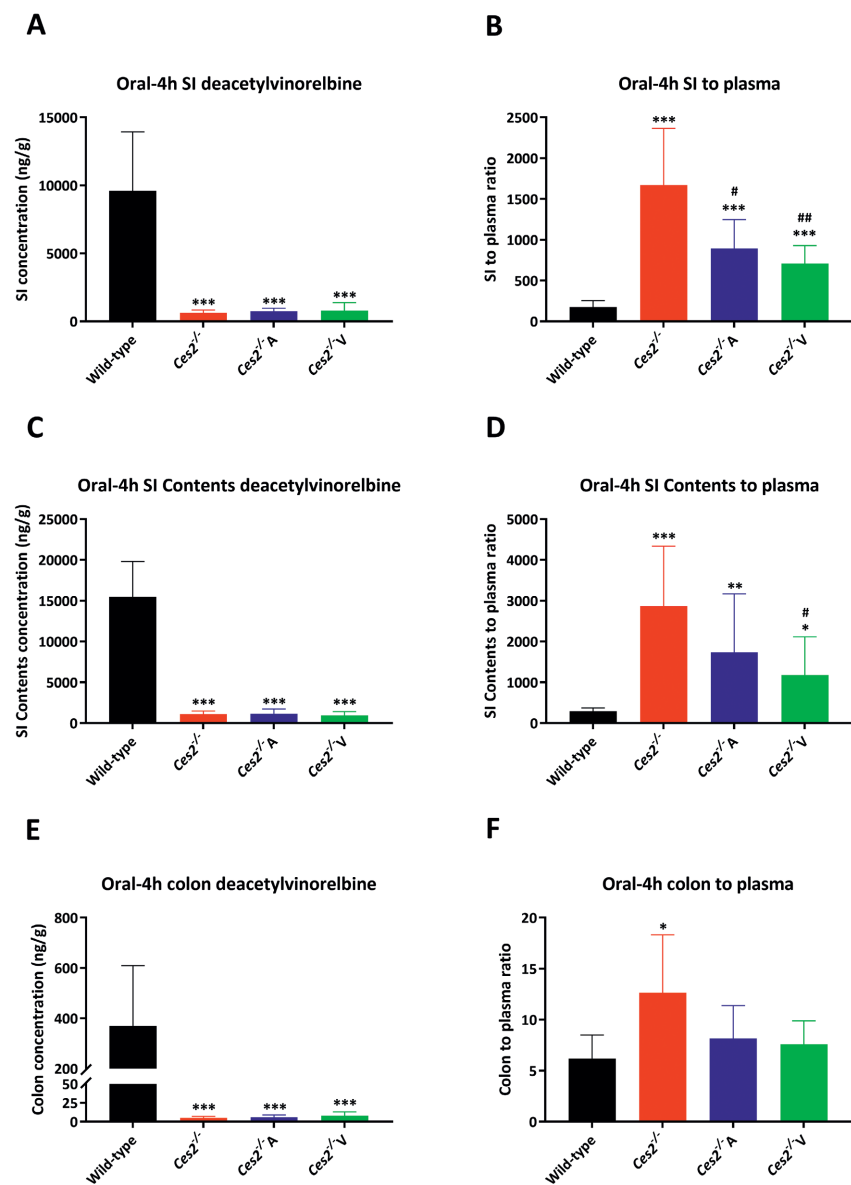 A
Oral-4h SI deacetylvinorelbine
SI concentration (ng/g)
15000
10000
5000
0
***
***
***
Wild-type
Ces2-/-
Ces2-/-A
Ces2-/-V
B
Oral-4h SI to plasma
SI to plasma ratio
2500
2000
1500
1000
500
0
***
#
***
##
***
Wild-type
Ces2-/-
Ces2-/-A
Ces2-/-V
C
Oral-4h SI Contents deacetylvinorelbine
SI Contents concentration (ng/g)
25000
20000
15000
10000
5000
0
***
***
***
Wild-type
Ces2-/-
Ces2-/-A
Ces2-/-V
D
Oral-4h SI Contents to plasma
SI Contents to plasma ratio
5000
4000
3000
2000
1000
0
***
**
#
*
Wild-type
Ces2-/-
Ces2-/-A
Ces2-/-V
E
Oral-4h colon deacetylvinorelbine
Colon concentration (ng/g)
800
600
400
200
50
25
0
***
***
***
Wild-type
Ces2-/-
Ces2-/-A
Ces2-/-V
F
Oral-4h colon to plasma
Colon to plasma ratio
20
15
10
5
0
*
Wild-type
Ces2-/-
Ces2-/-A
Ces2-/-V